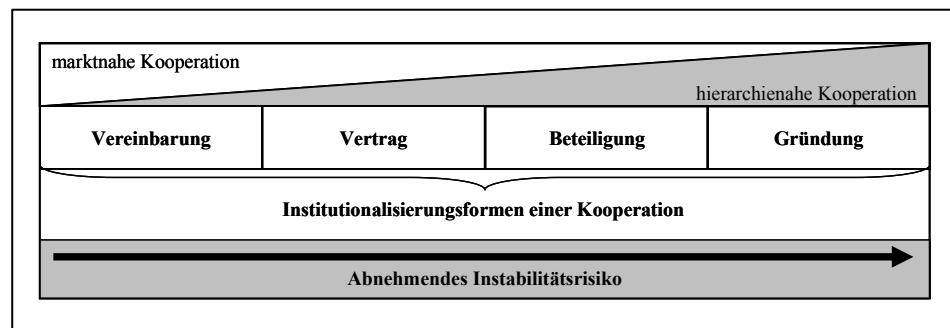 marktnahe Kooperation
hierarchienahe Kooperation
Vereinbarung
Vertrag
Beteiligung
Gründung
Institutionalisierungsformen einer Kooperation
Abnehmendes Instabilitätsrisiko